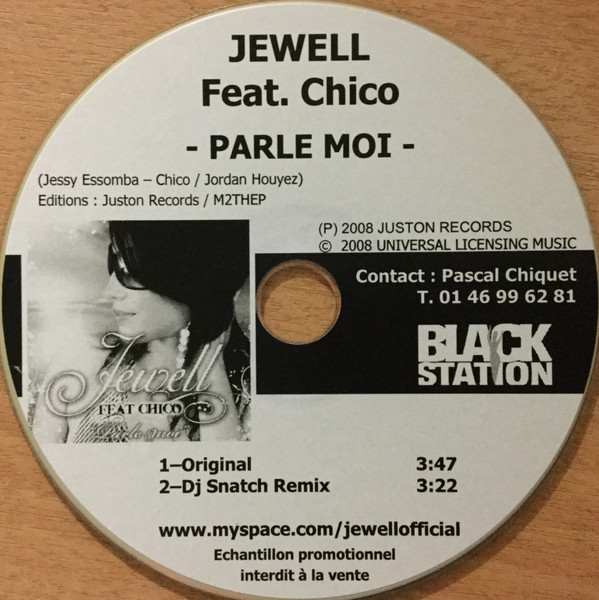 JEWELL
Feat. Chico
- PARLE MOI -
(Jessy Essomba – Chico / Jordan Houyez)
Editions : Juston Records / M2THEP
(P) 2008 JUSTON RECORDS
© 2008 UNIVERSAL LICENSING MUSIC
Contact : Pascal Chiquet
T. 01 46 99 62 81
BLACK
STATION
Jewell
FEAT CHICO
Parle moi
1–Original 3:47
2–Dj Snatch Remix 3:22
www.myspace.com/jewellofficial
Echantillon promotionnel
interdit à la vente